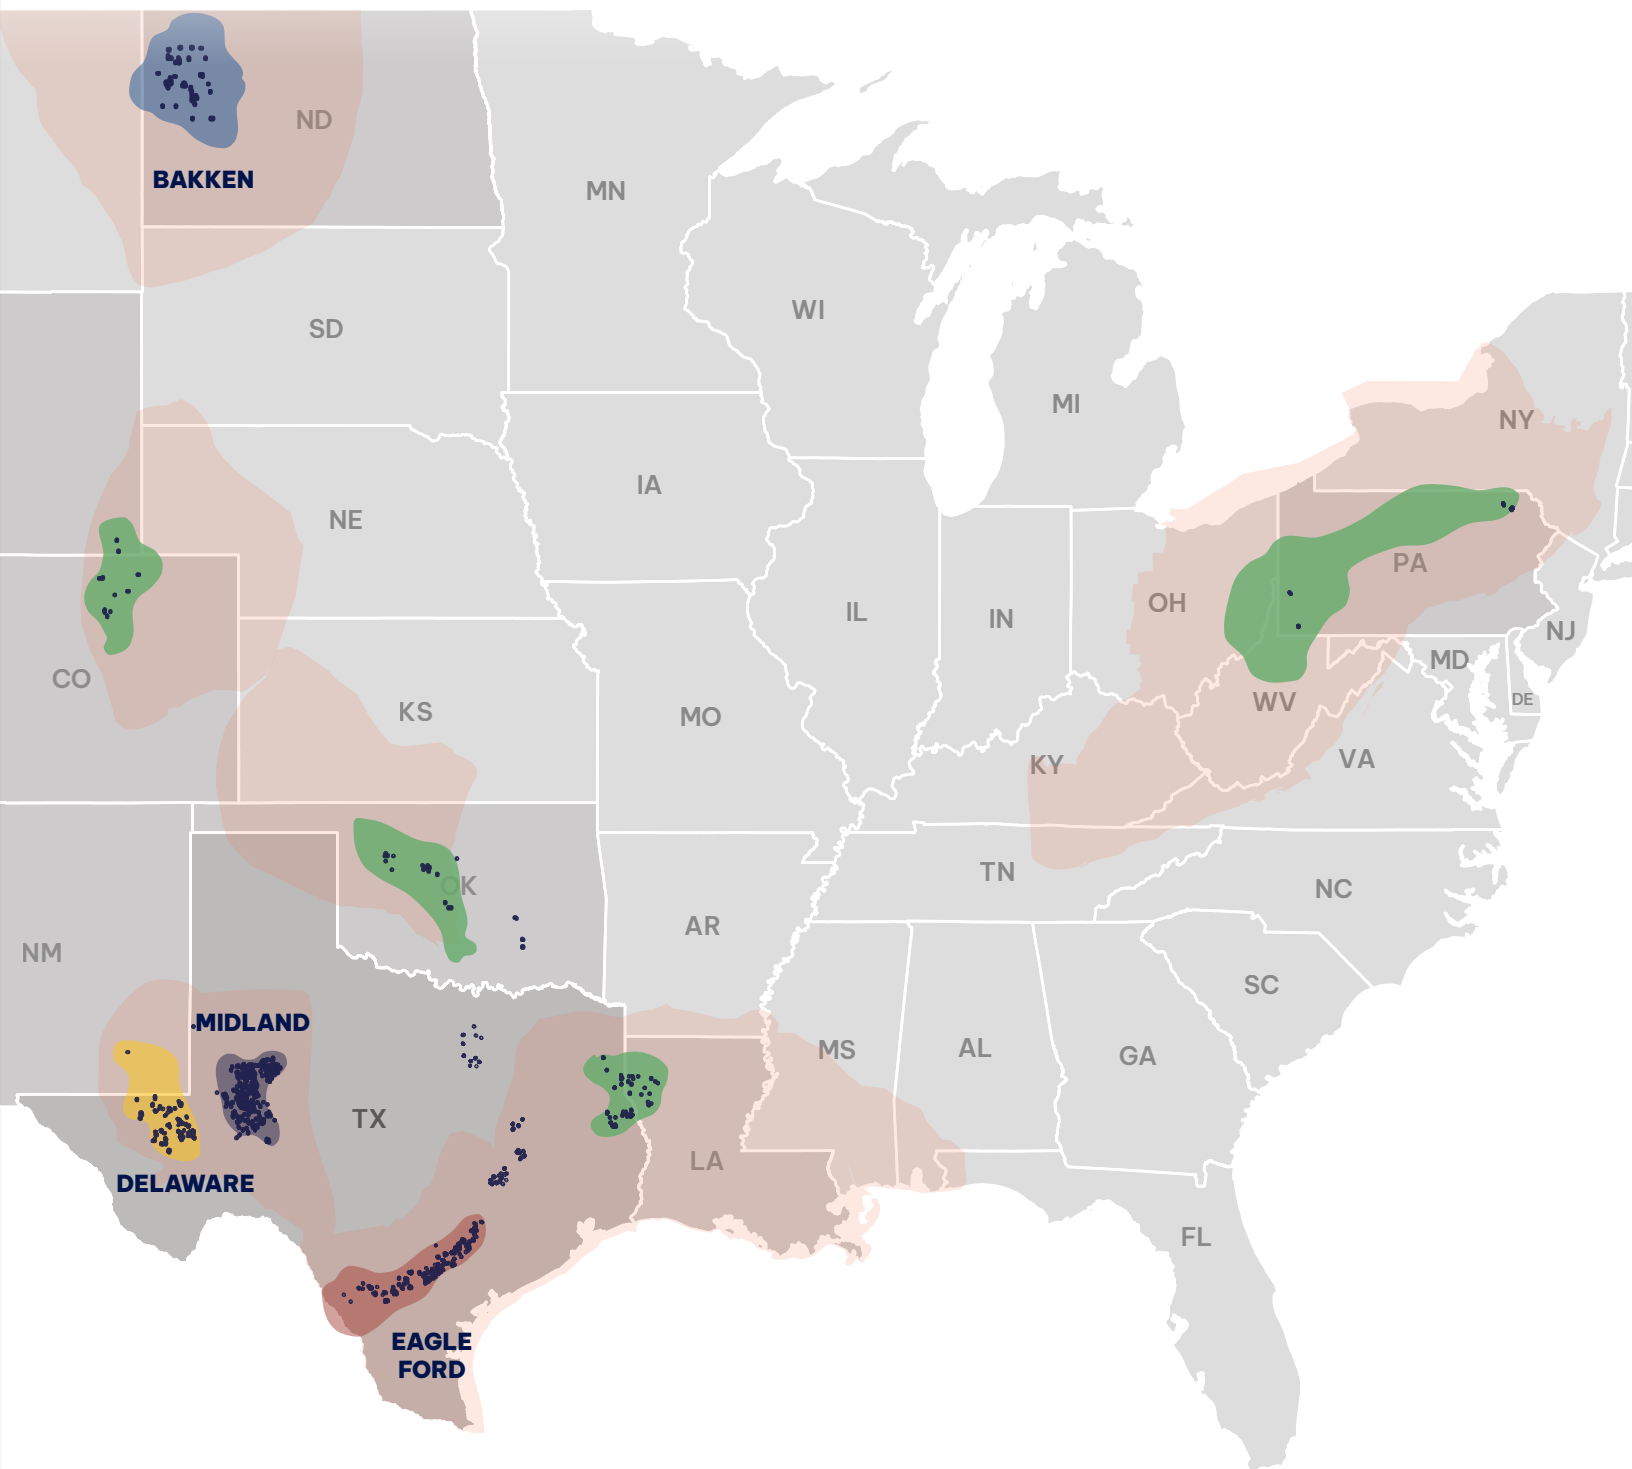 ND
BAKKEN
MN
WI
SD
MI
NY
IA
NE
PA
OH
IL
IN
NJ
MD
CO
DE
WV
KS
MO
VA
KY
TN
OK
NC
AR
NM
SC
MIDLAND
MS
AL
GA
TX
LA
DELAWARE
FL
EAGLE
FORD